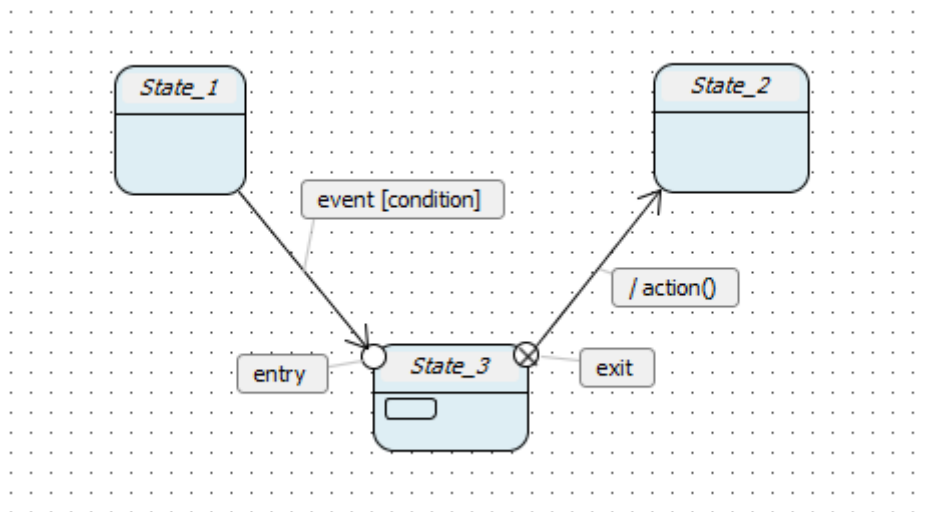 State_1
State_2
event [condition]
/ action()
entry
State_3
exit